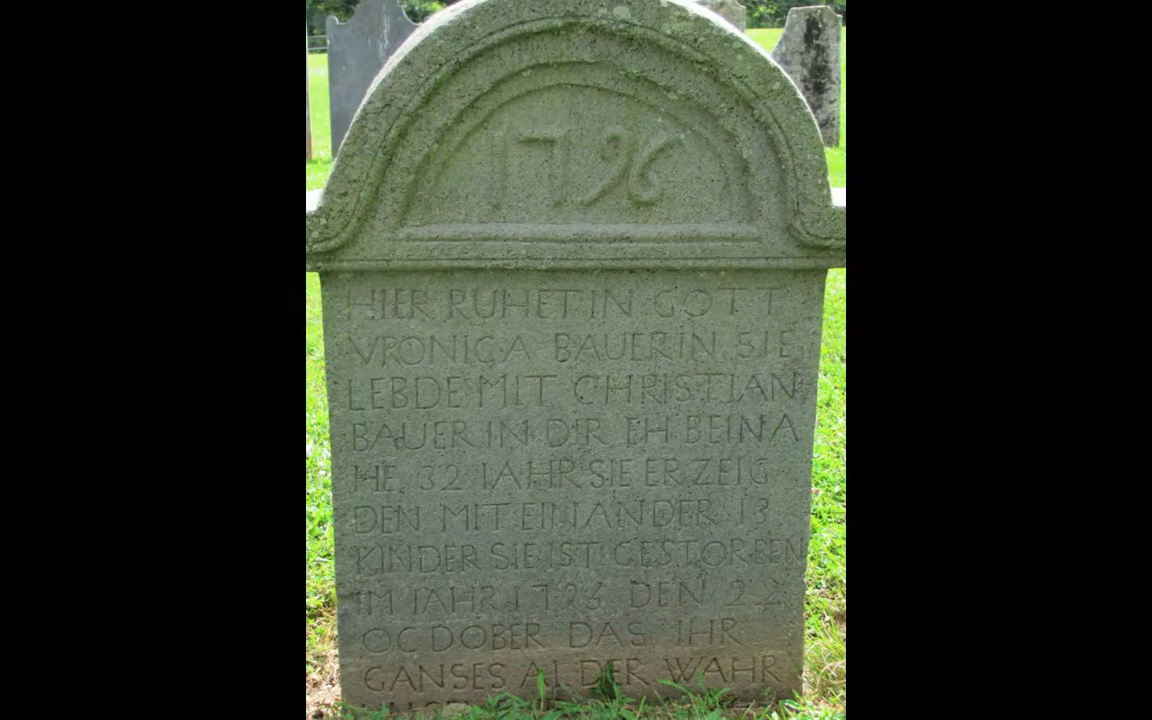 1796
HIER RUHET IN GOTT
VRONICA BAUERIN SIE
LEBDE MIT CHRISTIAN
BAUER IN DIR EH BEINA
HE 32 IAHR SIE ERZEIG
DEN MIT EINANDER 13
KINDER SIE IST GESTORBEN
IM IAHR 1796 DEN 22
OCDOBER DAS IHR
GANSES ALDER WAHR